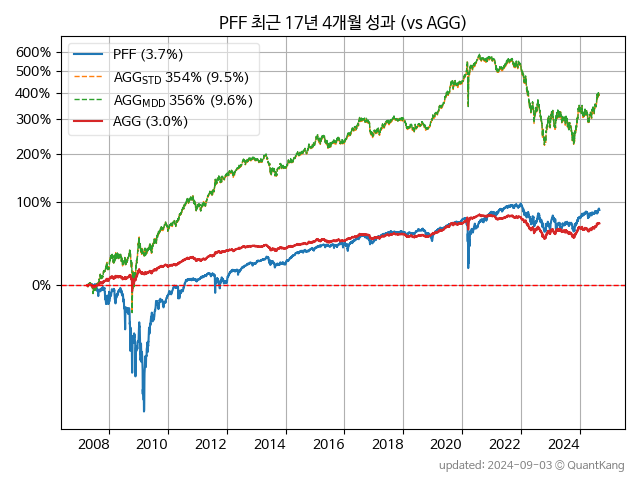 PFF 최근 17년 4개월 성과 (vs AGG)
PFF (3.7%)
AGG_STD 354% (9.5%)
AGG_MDD 356% (9.6%)
AGG (3.0%)
600%
500%
400%
300%
200%
100%
0%
2008 2010 2012 2014 2016 2018 2020 2022 2024
updated: 2024-09-03 © QuantKang